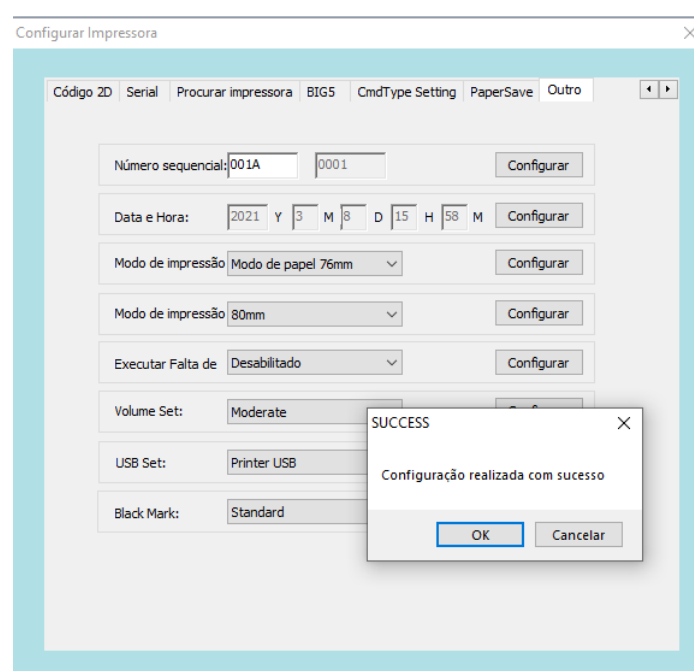 Configurar Impressora
Código 2D Serial Procurar impressora BIG5 CmdType Setting PaperSave Outro
Número sequencial: 001A 0001 Configurar
Data e Hora: 2021 Y 3 M 8 D 15 H 58 M Configurar
Modo de impressão Modo de papel 76mm Configurar
Modo de impressão 80mm Configurar
Executar Falta de Desabilitado Configurar
Volume Set: Moderate
USB Set: Printer USB
Black Mark: Standard
SUCCESS
Configuração realizada com sucesso
OK Cancelar